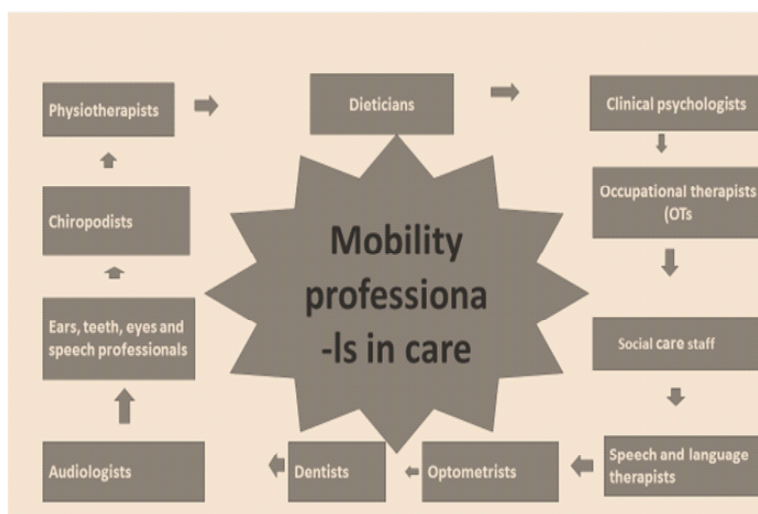 Physiotherapists
Dieticians
Clinical psychologists
Occupational therapists
(OTs
Social care staff
Speech and language
therapists
Optometrists
Dentists
Audiologists
Ears, teeth, eyes and
speech professionals
Chiropodists
Mobility
professiona
-ls in care